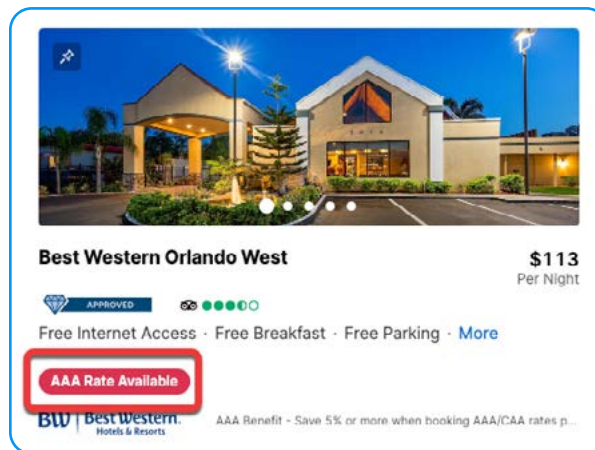 Best Western Orlando West
$113
Per Night
APPROVED
Free Internet Access · Free Breakfast · Free Parking · More
AAA Rate Available
BW Best Western.
Hotels & Resorts
AAA Benefit - Save 5% or more when booking AAA/CAA rates p...